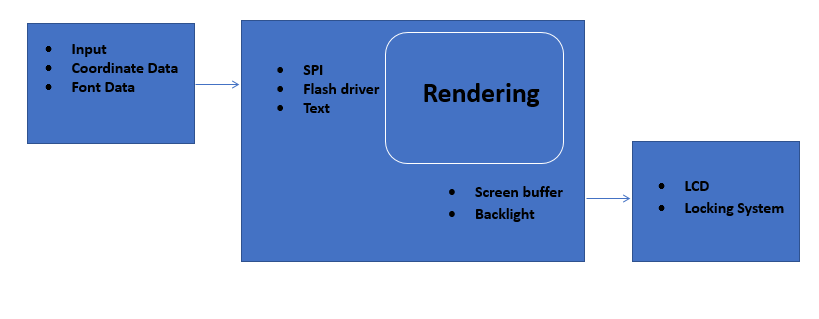 • Input
• Coordinate Data
• Font Data
• SPI
• Flash driver
• Text
Rendering
• Screen buffer
• Backlight
• LCD
• Locking System